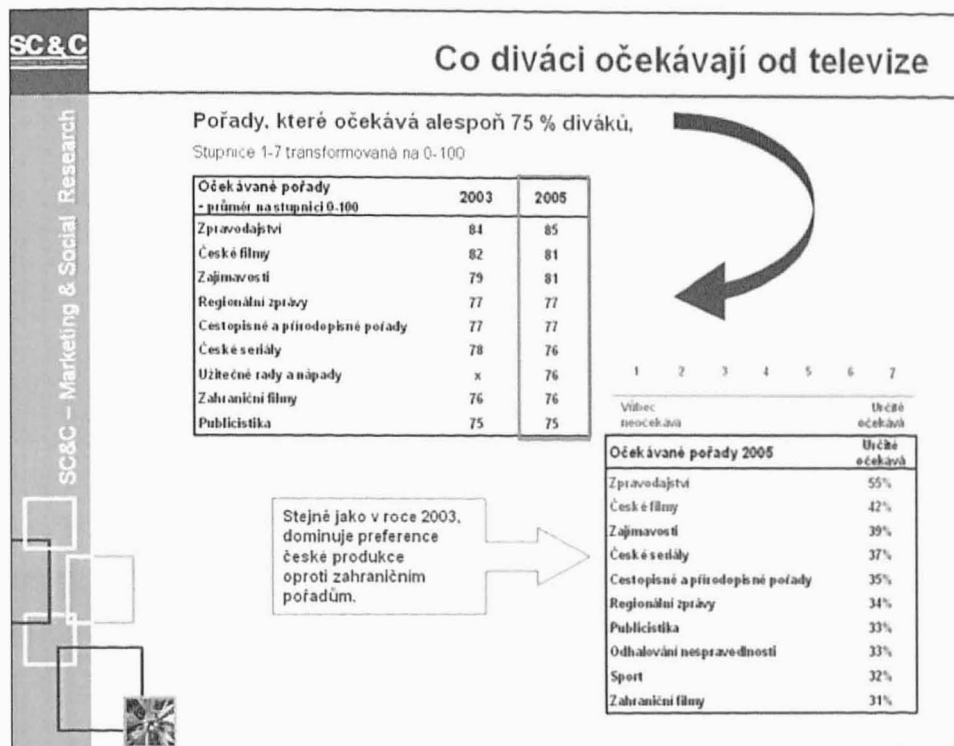 SC&C
Co diváci očekávají od televize
SC&C – Marketing & Social Research
Pořady, které očekává alespoň 75 % diváků,
Stupnice 1-7 transformovaná na 0-100
Očekávané pořady 2003 2005
- průměr na stupnici 0-100
Zpravodajství 84 85
České filmy 82 81
Zajímavosti 79 81
Regionální zprávy 77 77
Cestopisné a přírodopisné pořady 77 77
České seriály 78 76
Užitečné rady a nápady x 76
Zahraniční filmy 76 76
Publicistika 75 75
1 2 3 4 5 6 7
Vůbec neočekává
Určitě očekává
Stejně jako v roce 2003,
dominuje preference
české produkce
oproti zahraničním
pořadům.
Očekávané pořady 2005 Určitě očekává
Zpravodajství 55%
České filmy 42%
Zajímavosti 39%
České seriály 37%
Cestopisné a přírodopisné pořady 35%
Regionální zprávy 34%
Publicistika 33%
Odhalování nespravedlnosti 33%
Sport 32%
Zahraniční filmy 31%